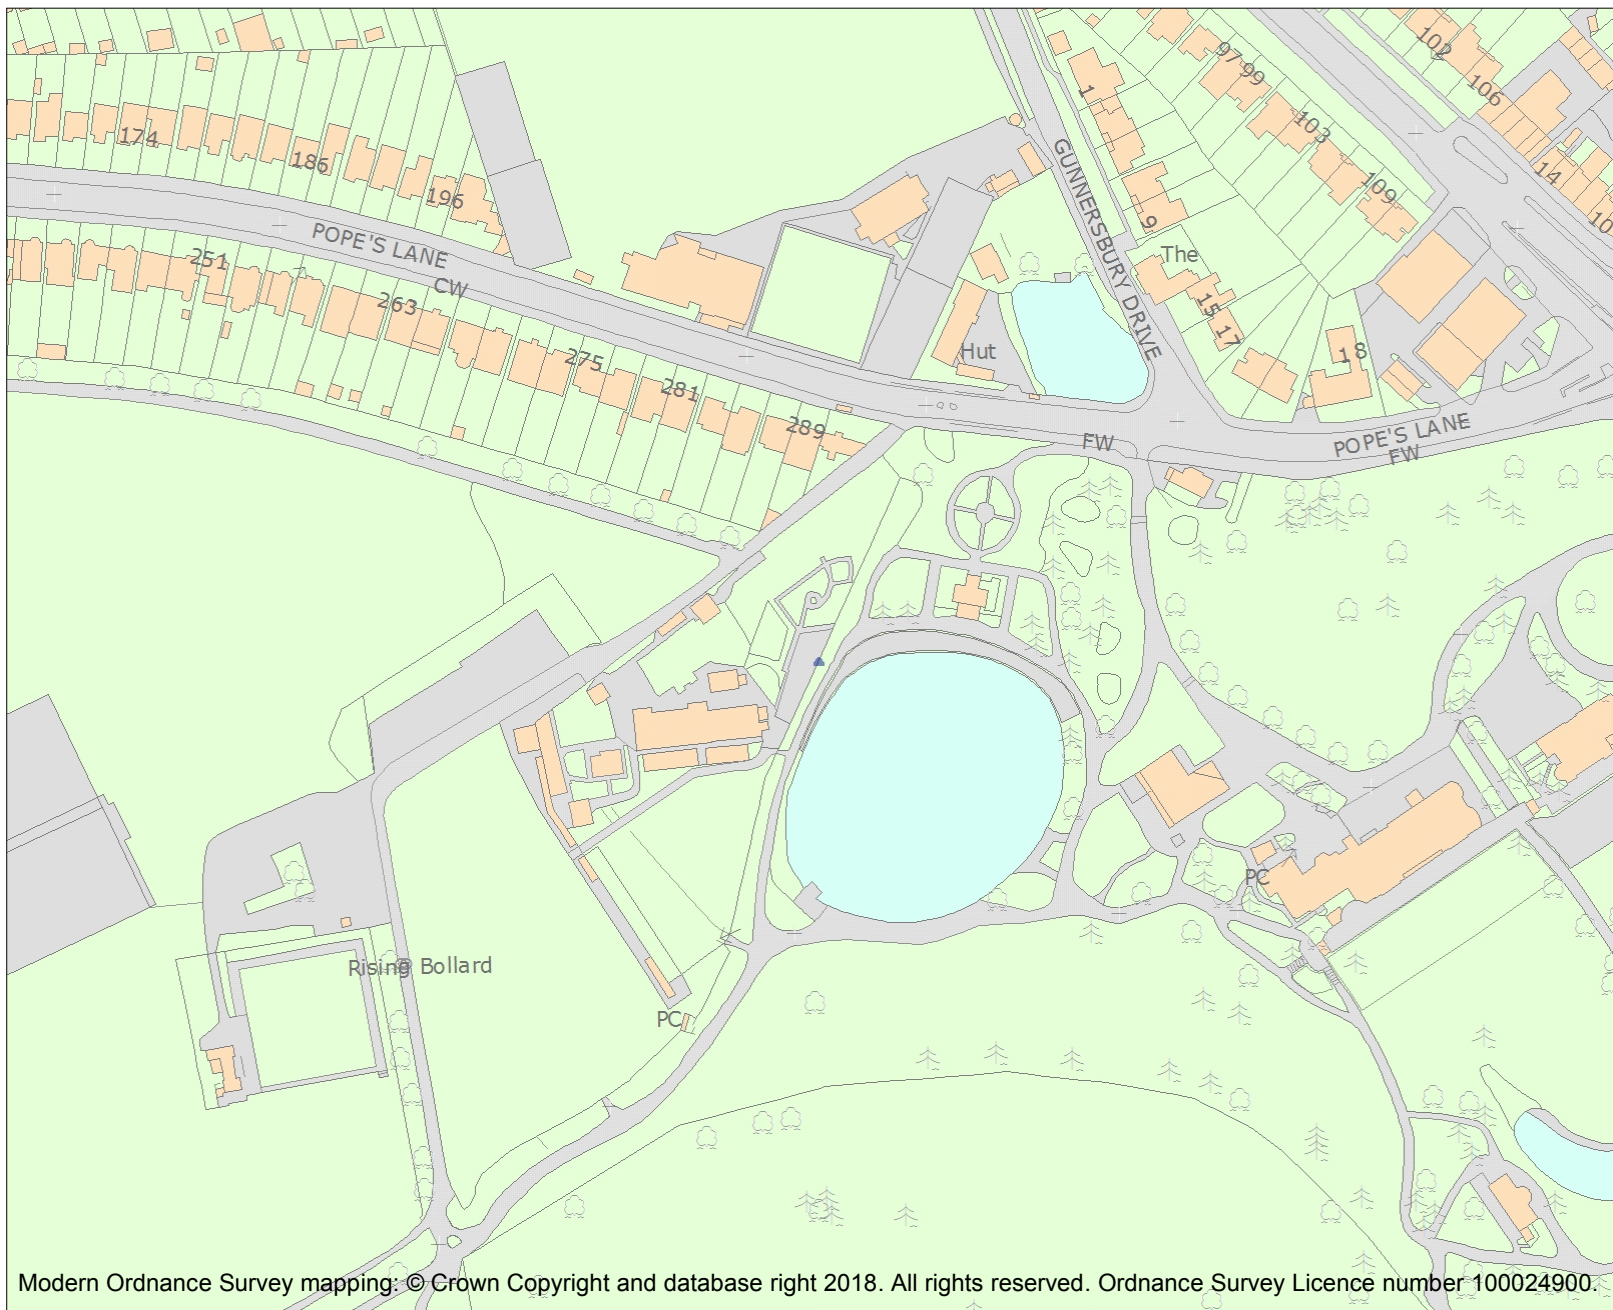 102
97 99
106
1
174
103
186
14
196
109
9
10
POPE'S LANE
GUNNERSBURY DRIVE
The
251
CW
263
15
17
Hut
18
275
281
289
FW
POPE'S LANE
FW
PC
Rising Bollard
PC
Modern Ordnance Survey mapping: © Crown Copyright and database right 2018. All rights reserved. Ordnance Survey Licence number 100024900.